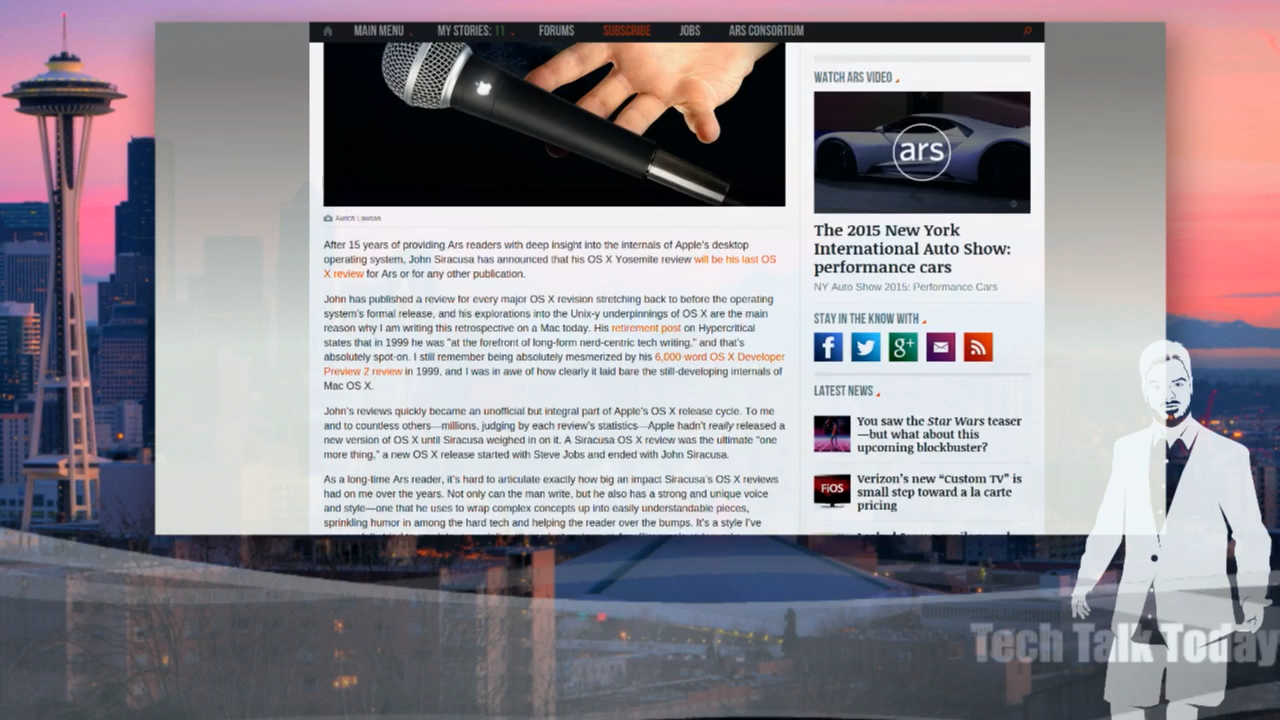 MAIN MENU
MY STORIES: 11
FORUMS
SUBSCRIBE
JOBS
ARS CONSORTIUM
Aurich Lawson
After 15 years of providing Ars readers with deep insight into the internals of Apple's desktop
operating system, John Siracusa has announced that his OS X Yosemite review will be his last OS
X review for Ars or for any other publication.
John has published a review for every major OS X revision stretching back to before the operating
system's formal release, and his explorations into the Unix-y underpinnings of OS X are the main
reason why I am writing this retrospective on a Mac today. His retirement post on Hypercritical
states that in 1999 he was "at the forefront of long-form nerd-centric tech writing," and that's
absolutely spot-on. I still remember being absolutely mesmerized by his 6,000-word OS X Developer
Preview 2 review in 1999, and I was in awe of how clearly it laid bare the still-developing internals of
Mac OS X.
John's reviews quickly became an unofficial but integral part of Apple's OS X release cycle. To me
and to countless others—millions, judging by each review's statistics—Apple hadn't really released a
new version of OS X until Siracusa weighed in on it. A Siracusa OS X review was the ultimate "one
more thing," a new OS X release started with Steve Jobs and ended with John Siracusa.
As a long-time Ars reader, it's hard to articulate exactly how big an impact Siracusa's OS X reviews
had on me over the years. Not only can the man write, but he also has a strong and unique voice
and style—one that he uses to wrap complex concepts up into easily understandable pieces,
sprinkling humor in among the hard tech and helping the reader over the bumps. It's a style I've
WATCH ARS VIDEO
ars
The 2015 New York
International Auto Show:
performance cars
NY Auto Show 2015: Performance Cars
STAY IN THE KNOW WITH
f
g+
LATEST NEWS
You saw the Star Wars teaser
—but what about this
upcoming blockbuster?
FiOS
Verizon's new "Custom TV" is
small step toward a la carte
pricing
Tech Talk Today